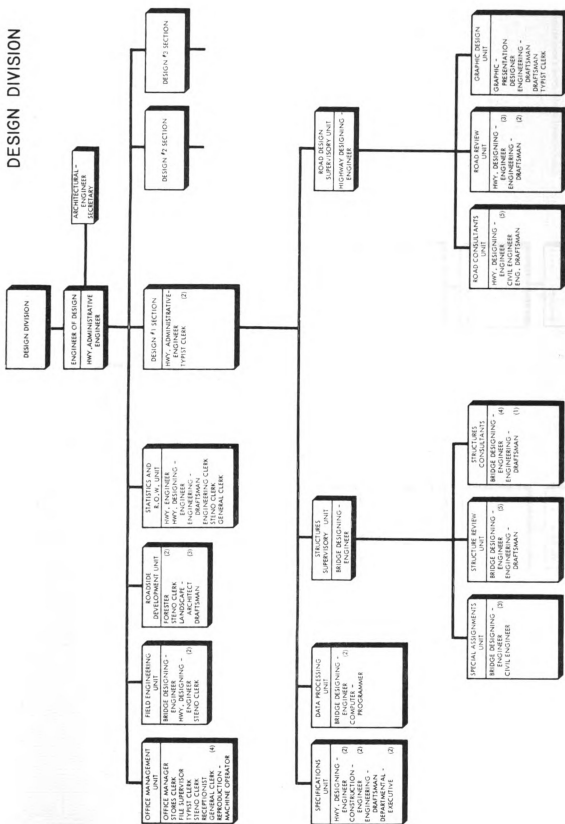 DESIGN DIVISION
DESIGN DIVISION
ENGINEER OF DESIGN
HWY. ADMINISTRATIVE
ENGINEER
ARCHITECTURAL -
ENGINEER
SECRETARY
OFFICE MANAGEMENT
UNIT
OFFICE MANAGER
STORES CLERK
FILE SUPERVISOR
TYPIST CLERK
STENO CLERK
RECEPTIONIST
GENERAL CLERK (4)
REPRODUCTION -
MACHINE OPERATOR
FIELD ENGINEERING
UNIT
BRIDGE DESIGNING -
ENGINEER
HWY. DESIGNING - (2)
ENGINEER
STENO CLERK
ROADSIDE
DEVELOPMENT UNIT
FORESTER (2)
STENO CLERK
LANDSCAPE - (3)
ARCHITECT
DRAFTSMAN
STATISTICS AND
R.O.W. UNIT
HWY. ENGINEER
HWY. DESIGNING -
ENGINEER
ENGINEERING -
DRAFTSMAN
ENGINEERING CLERK
STENO CLERK
GENERAL CLERK
DESIGN #1 SECTION
HWY. ADMINISTRATIVE-
ENGINEER (2)
TYPIST CLERK
DESIGN #2 SECTION
DESIGN #3 SECTION
SPECIFICATIONS
UNIT
HWY. DESIGNING - (2)
ENGINEER
CONSTRUCTION - (2)
ENGINEER
ENGINEERING -
DRAFTSMAN
DEPARTMENTAL - (2)
EXECUTIVE
DATA PROCESSING
UNIT
BRIDGE DESIGNING - (2)
ENGINEER
COMPUTER -
PROGRAMMER
STRUCTURES
SUPERVISORY UNIT
BRIDGE DESIGNING -
ENGINEER
ROAD DESIGN
SUPERVISORY UNIT
HIGHWAY DESIGNING -
ENGINEER
SPECIAL ASSIGNMENTS
UNIT
BRIDGE DESIGNING - (3)
ENGINEER
CIVIL ENGINEER
STRUCTURE REVIEW
UNIT
BRIDGE DESIGNING - (5)
ENGINEER
ENGINEERING -
DRAFTSMAN
STRUCTURES
CONSULTANTS
BRIDGE DESIGNING - (4)
ENGINEER
ENGINEERING - (1)
DRAFTSMAN
ROAD CONSULTANTS
UNIT
HWY. DESIGNING - (5)
ENGINEER
CIVIL ENGINEER
ENG. DRAFTSMAN
ROAD REVIEW
UNIT
HWY. DESIGNING - (3)
ENGINEER
ENGINEERING - (2)
DRAFTSMAN
GRAPHIC DESIGN
UNIT
GRAPHIC -
PRESENTATION
DESIGNER
ENGINEERING -
DRAFTSMAN
DRAFTSMAN
TYPIST CLERK